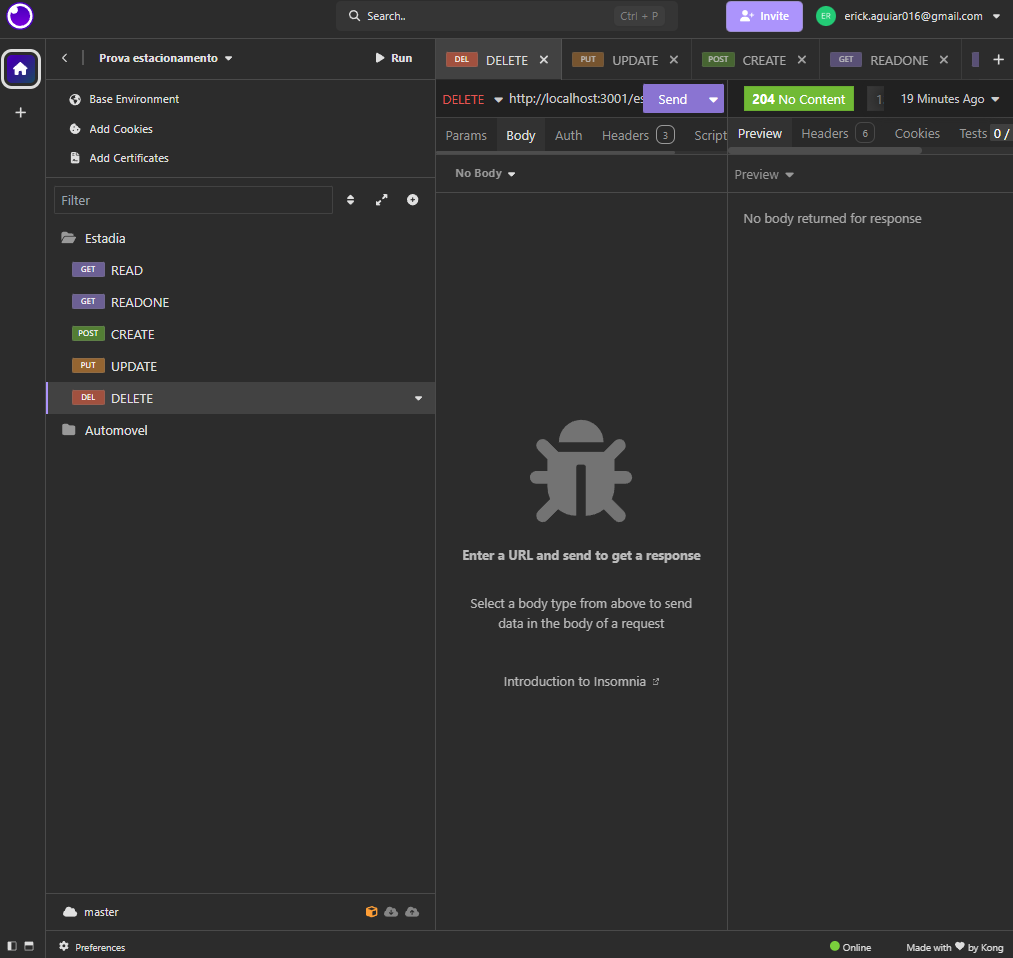 Search.. Ctrl + P Invite ER erick.aguiar016@gmail.com
Prova estacionamento Run
Base Environment
Add Cookies
Add Certificates
Filter
Estadia
GET READ
GET READONE
POST CREATE
PUT UPDATE
DEL DELETE
Automovel
master
Preferences
DEL DELETE PUT UPDATE POST CREATE GET READONE
DELETE http://localhost:3001/es Send
Params Body Auth Headers 3 Script
No Body
Enter a URL and send to get a response
Select a body type from above to send
data in the body of a request
Introduction to Insomnia
204 No Content 1 19 Minutes Ago
Preview Headers 6 Cookies Tests 0 /
Preview
No body returned for response
Online Made with ❤ by Kong